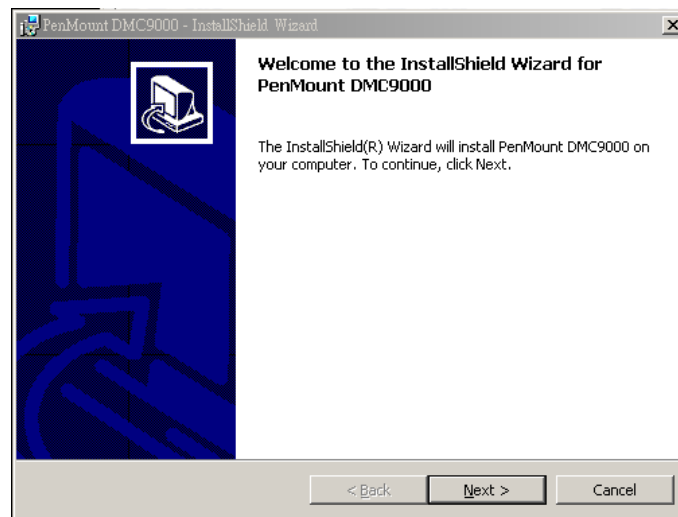 PenMount DMC9000 - InstallShield Wizard
Welcome to the InstallShield Wizard for
PenMount DMC9000
The InstallShield(R) Wizard will install PenMount DMC9000 on
your computer. To continue, click Next.
< Back
Next >
Cancel